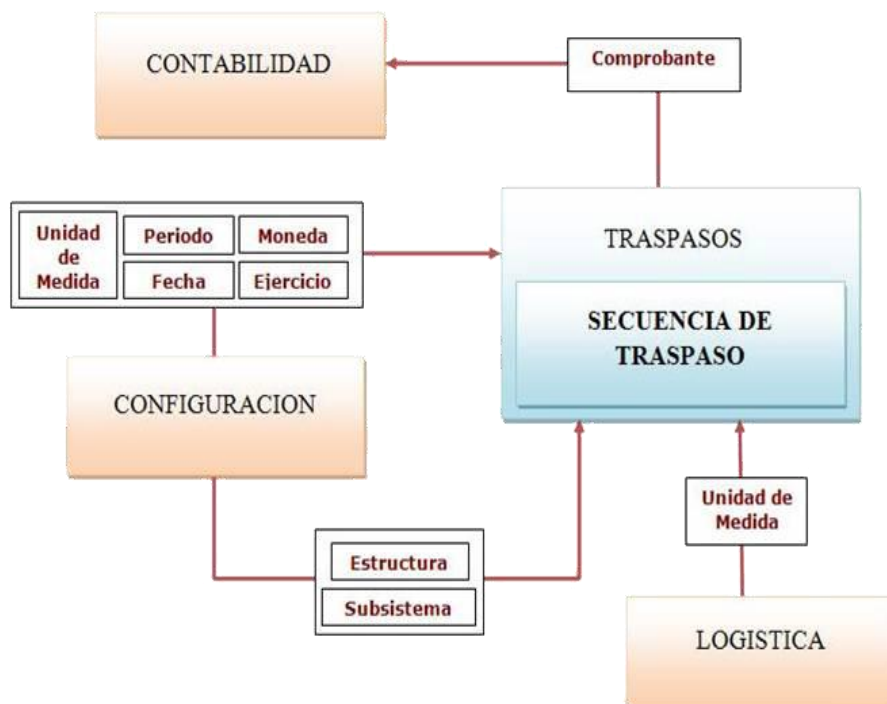 CONTABILIDAD
Comprobante
Unidad
de
Medida
Periodo
Moneda
Fecha
Ejercicio
TRASPASOS
SECUENCIA DE
TRASPASO
CONFIGURACION
Unidad de
Medida
Estructura
Subsistema
LOGISTICA